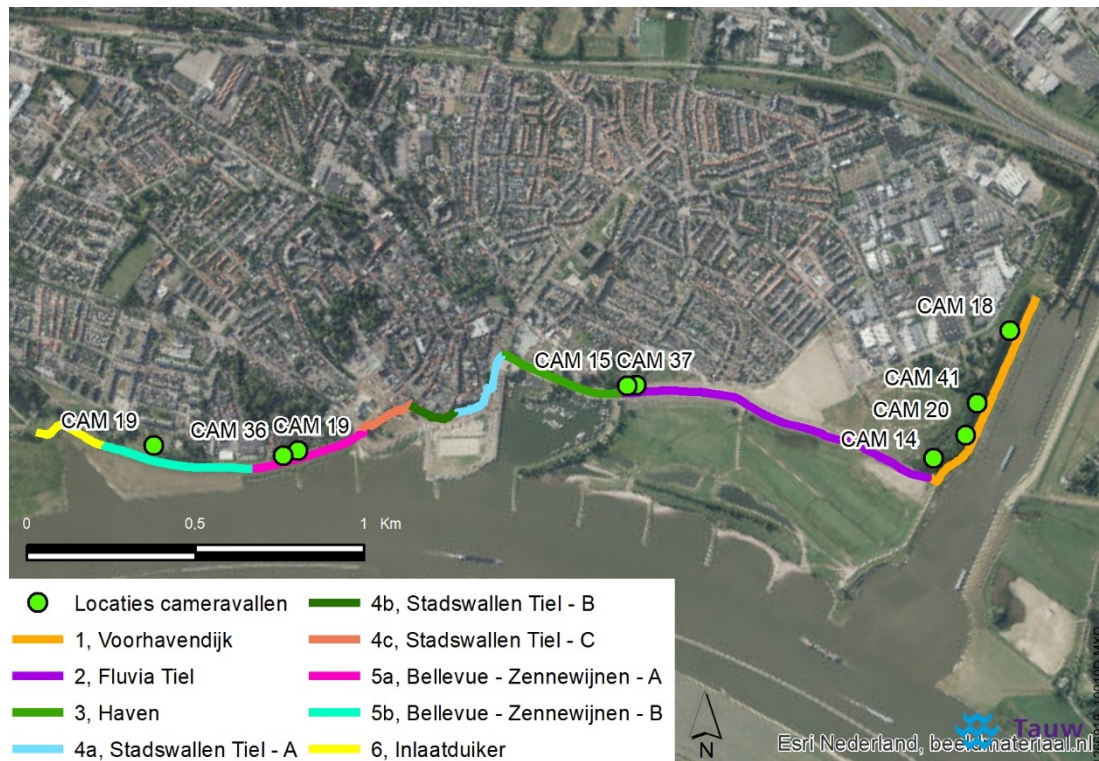 CAM 18
CAM 15 CAM 37
CAM 41
CAM 20
CAM 19
CAM 36
CAM 19
CAM 14
0 0,5 1 Km
Locaties cameravallen
1, Voorhavendijk
2, Fluvia Tiel
3, Haven
4a, Stadswallen Tiel - A
4b, Stadswallen Tiel - B
4c, Stadswallen Tiel - C
5a, Bellevue - Zennewijnen - A
5b, Bellevue - Zennewijnen - B
6, Inlaatduiker
N
Tauw
Esri Nederland, beeldmateriaal.nl